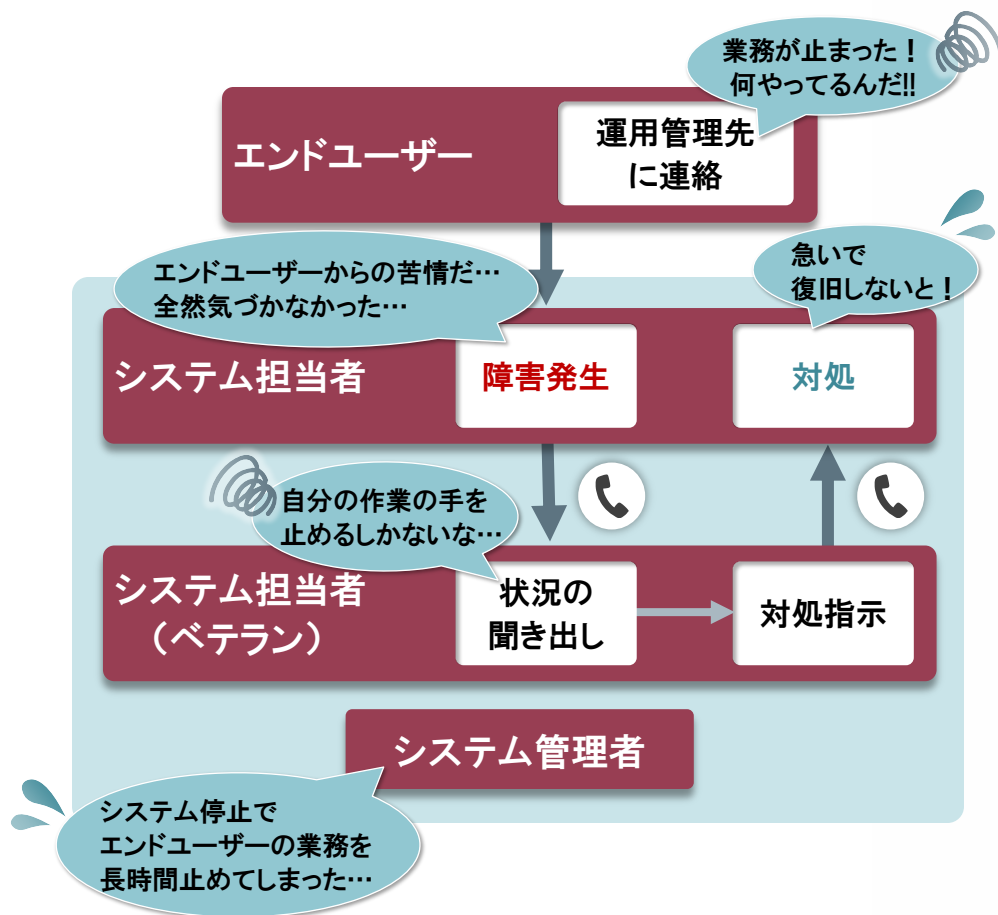 業務が止まった！
何やってるんだ!!
エンドユーザー
運用管理先
に連絡
エンドユーザーからの苦情だ…
全然気づかなかった…
急いで
復旧しないと！
システム担当者
障害発生
対処
自分の作業の手を
止めるしかないな…
システム担当者
（ベテラン）
状況の
聞き出し
対処指示
システム管理者
システム停止で
エンドユーザーの業務を
長時間止めてしまった…